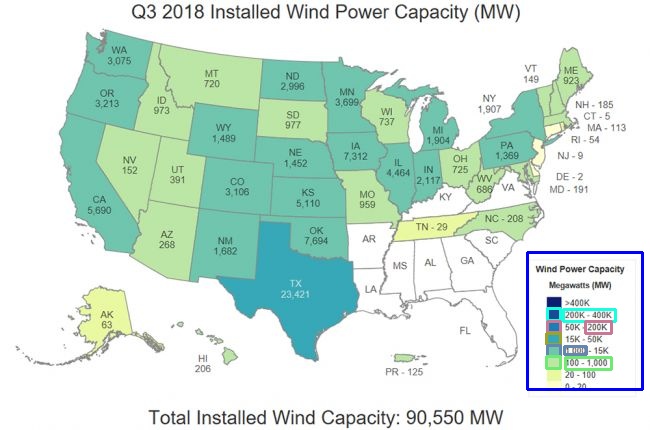 Q3 2018 Installed Wind Power Capacity (MW)
WA
3,075
OR
3,213
CA
5,690
ID
973
NV
152
MT
720
WY
1,489
UT
391
AZ
268
CO
3,106
NM
1,682
ND
2,996
SD
977
NE
1,452
KS
5,110
OK
7,694
TX
23,421
MN
3,699
IA
7,312
MO
959
AR
LA
WI
737
IL
4,464
MI
1,904
IN
2,117
OH
725
KY
TN - 29
MS
AL
GA
FL
SC
NC - 208
VA
WV
686
PA
1,369
NY
1,907
VT
149
ME
923
NH - 185
CT - 5
MA - 113
RI - 54
NJ - 9
DE - 2
MD - 191
AK
63
HI
206
PR - 125
Wind Power Capacity
Megawatts (MW)
>400K
200K - 400K
50K - 200K
15K - 50K
1,000 - 15K
100 - 1,000
20 - 100
0 - 20
Total Installed Wind Capacity: 90,550 MW